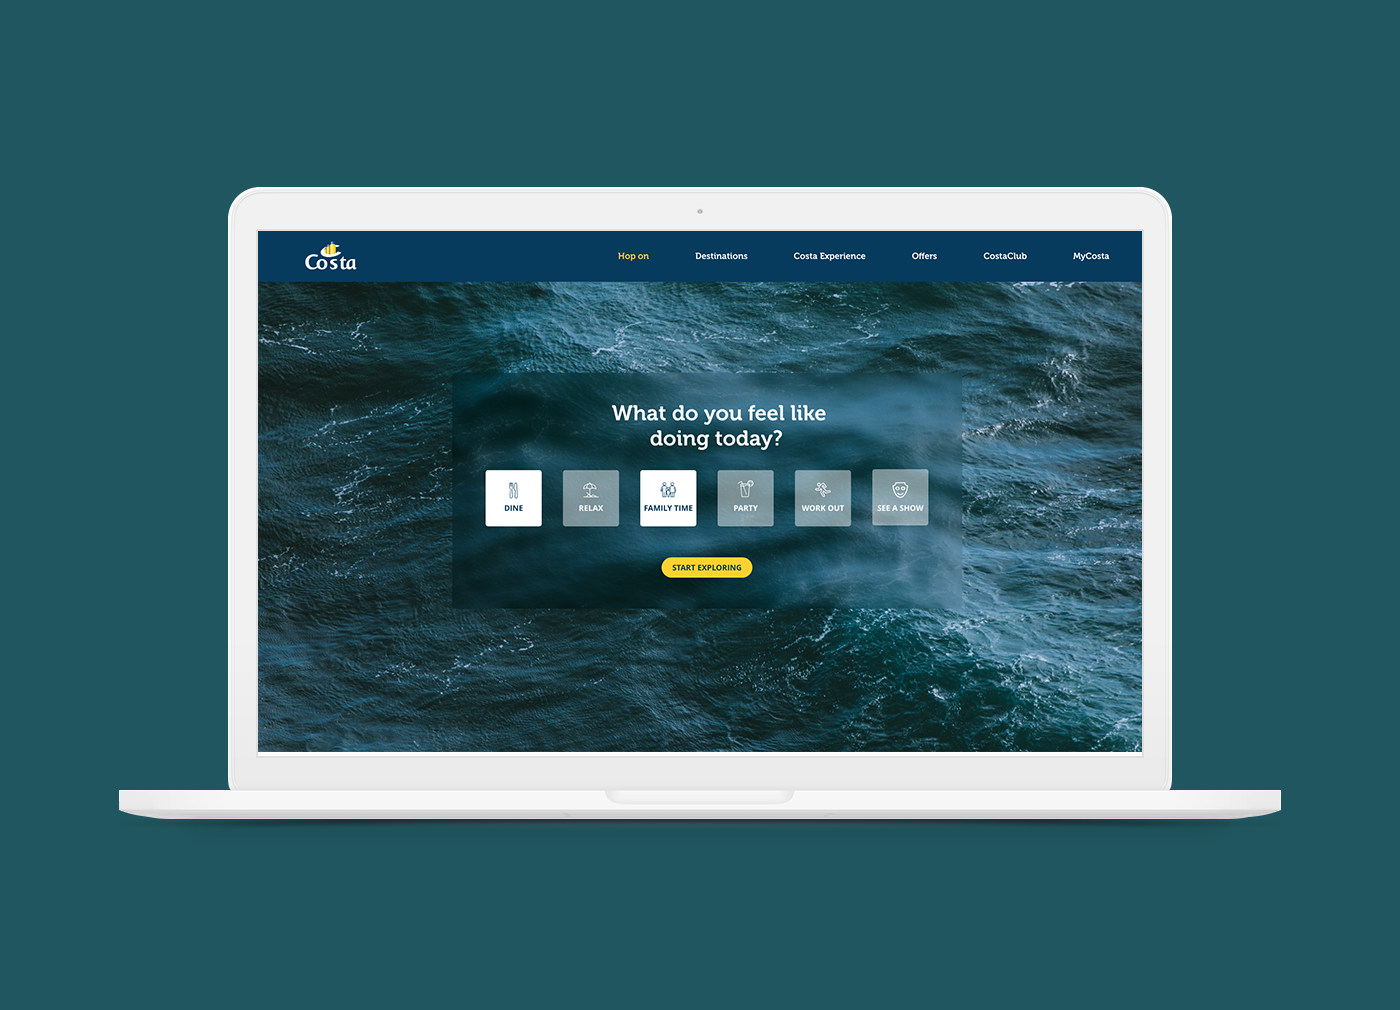 Costa
Hop on
Destinations
Costa Experience
Offers
CostaClub
MyCosta
What do you feel like
doing today?
DINE
RELAX
FAMILY TIME
PARTY
WORK OUT
SEE A SHOW
START EXPLORING